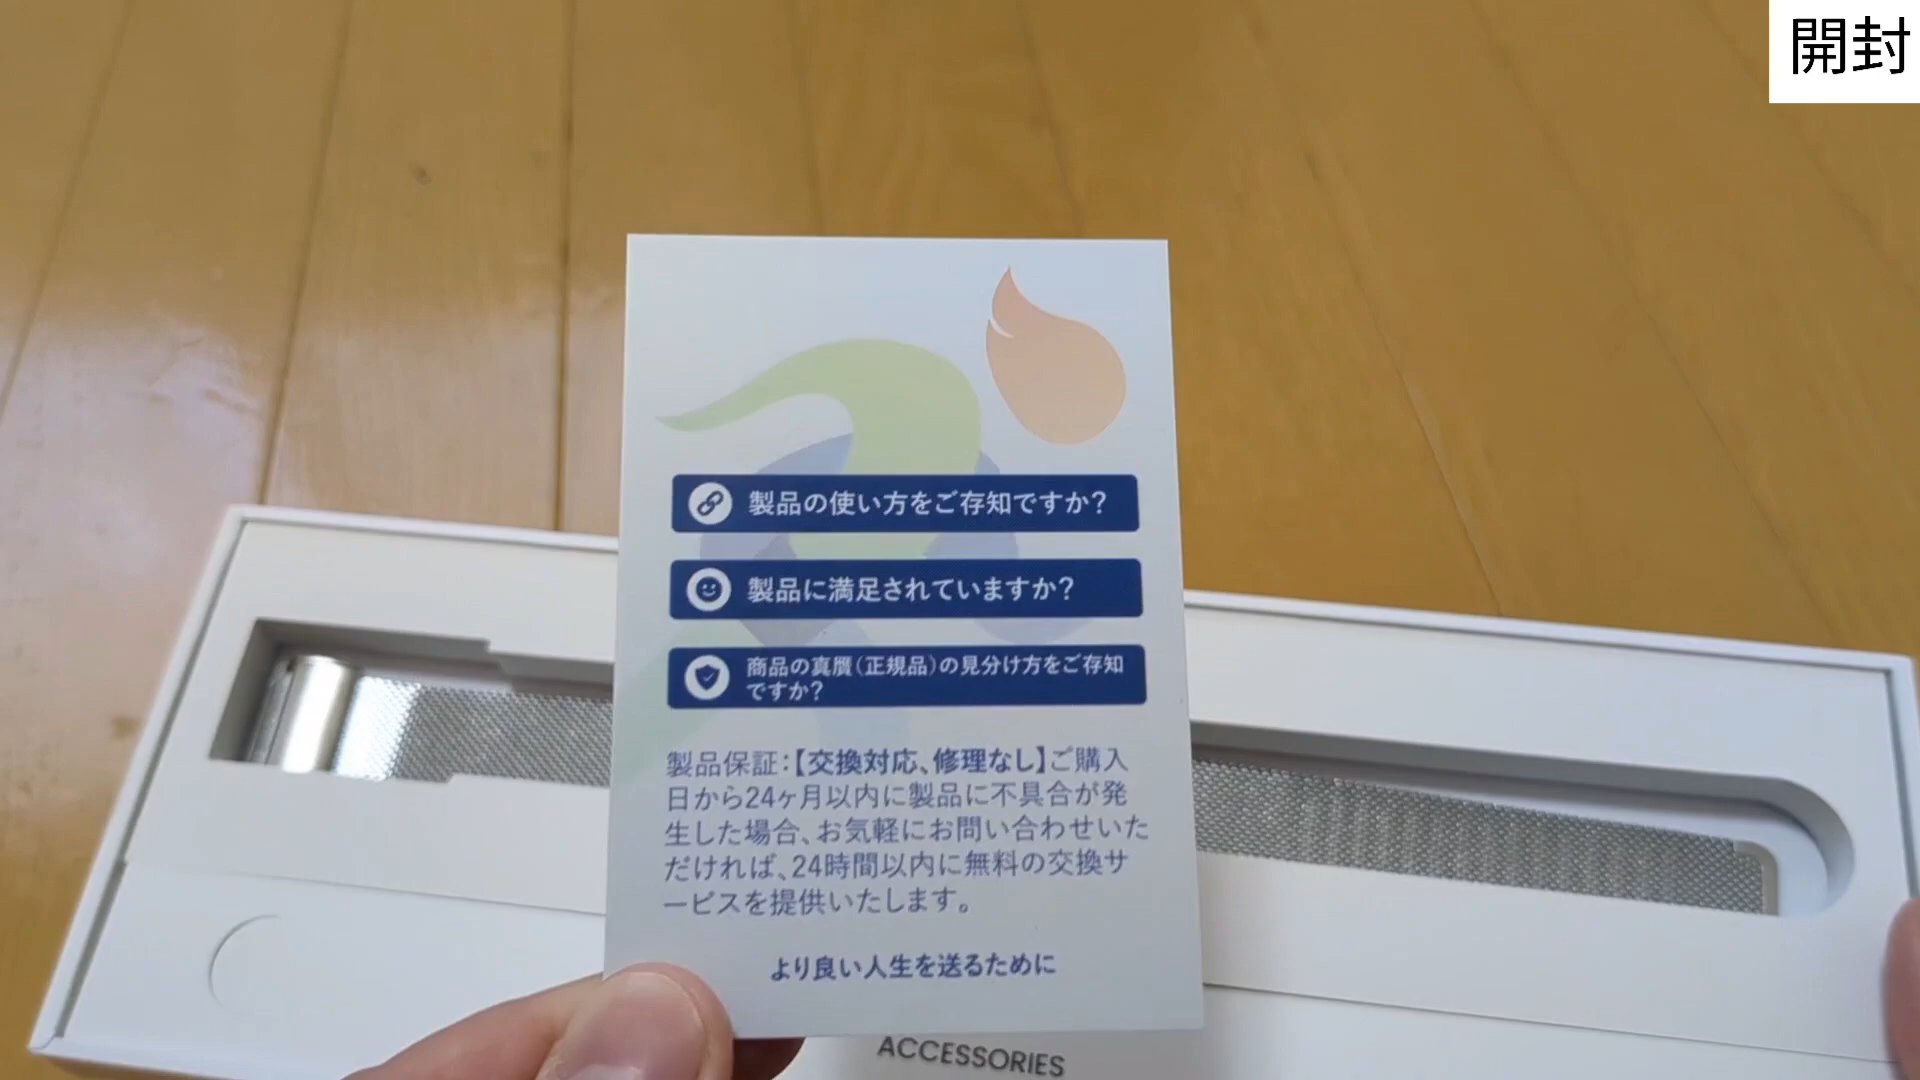 開封
製品の使い方をご存知ですか?
製品に満足されていますか?
商品の真贋(正規品)の見分け方をご存知
ですか?
製品保証:【交換対応、修理なし】ご購入
日から24ヶ月以内に製品に不具合が発
生した場合、お気軽にお問い合わせいた
だければ、24時間以内に無料の交換サ
ービスを提供いたします。
より良い人生を送るために
ACCESSORIES